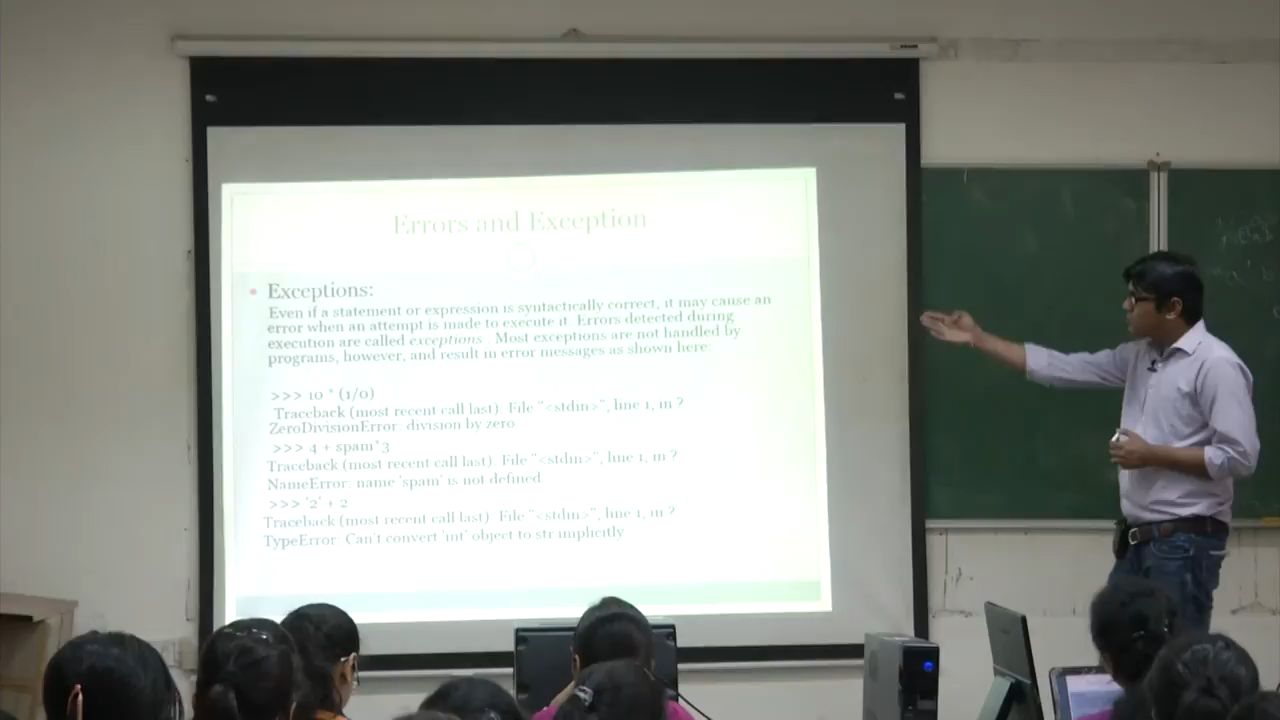 Errors and Exception
Exceptions:
Even if a statement or expression is syntactically correct, it may cause an
error when an attempt is made to execute it. Errors detected during
execution are called exceptions . Most exceptions are not handled by
programs, however, and result in error messages as shown here:
>>> 10 * (1/0)
Traceback (most recent call last): File "<stdin>", line 1, in ?
ZeroDivisionError: division by zero
>>> 4 + spam*3
Traceback (most recent call last): File "<stdin>", line 1, in ?
NameError: name 'spam' is not defined
>>> '2' + 2
Traceback (most recent call last): File "<stdin>", line 1, in ?
TypeError: Can't convert 'int' object to str implicitly